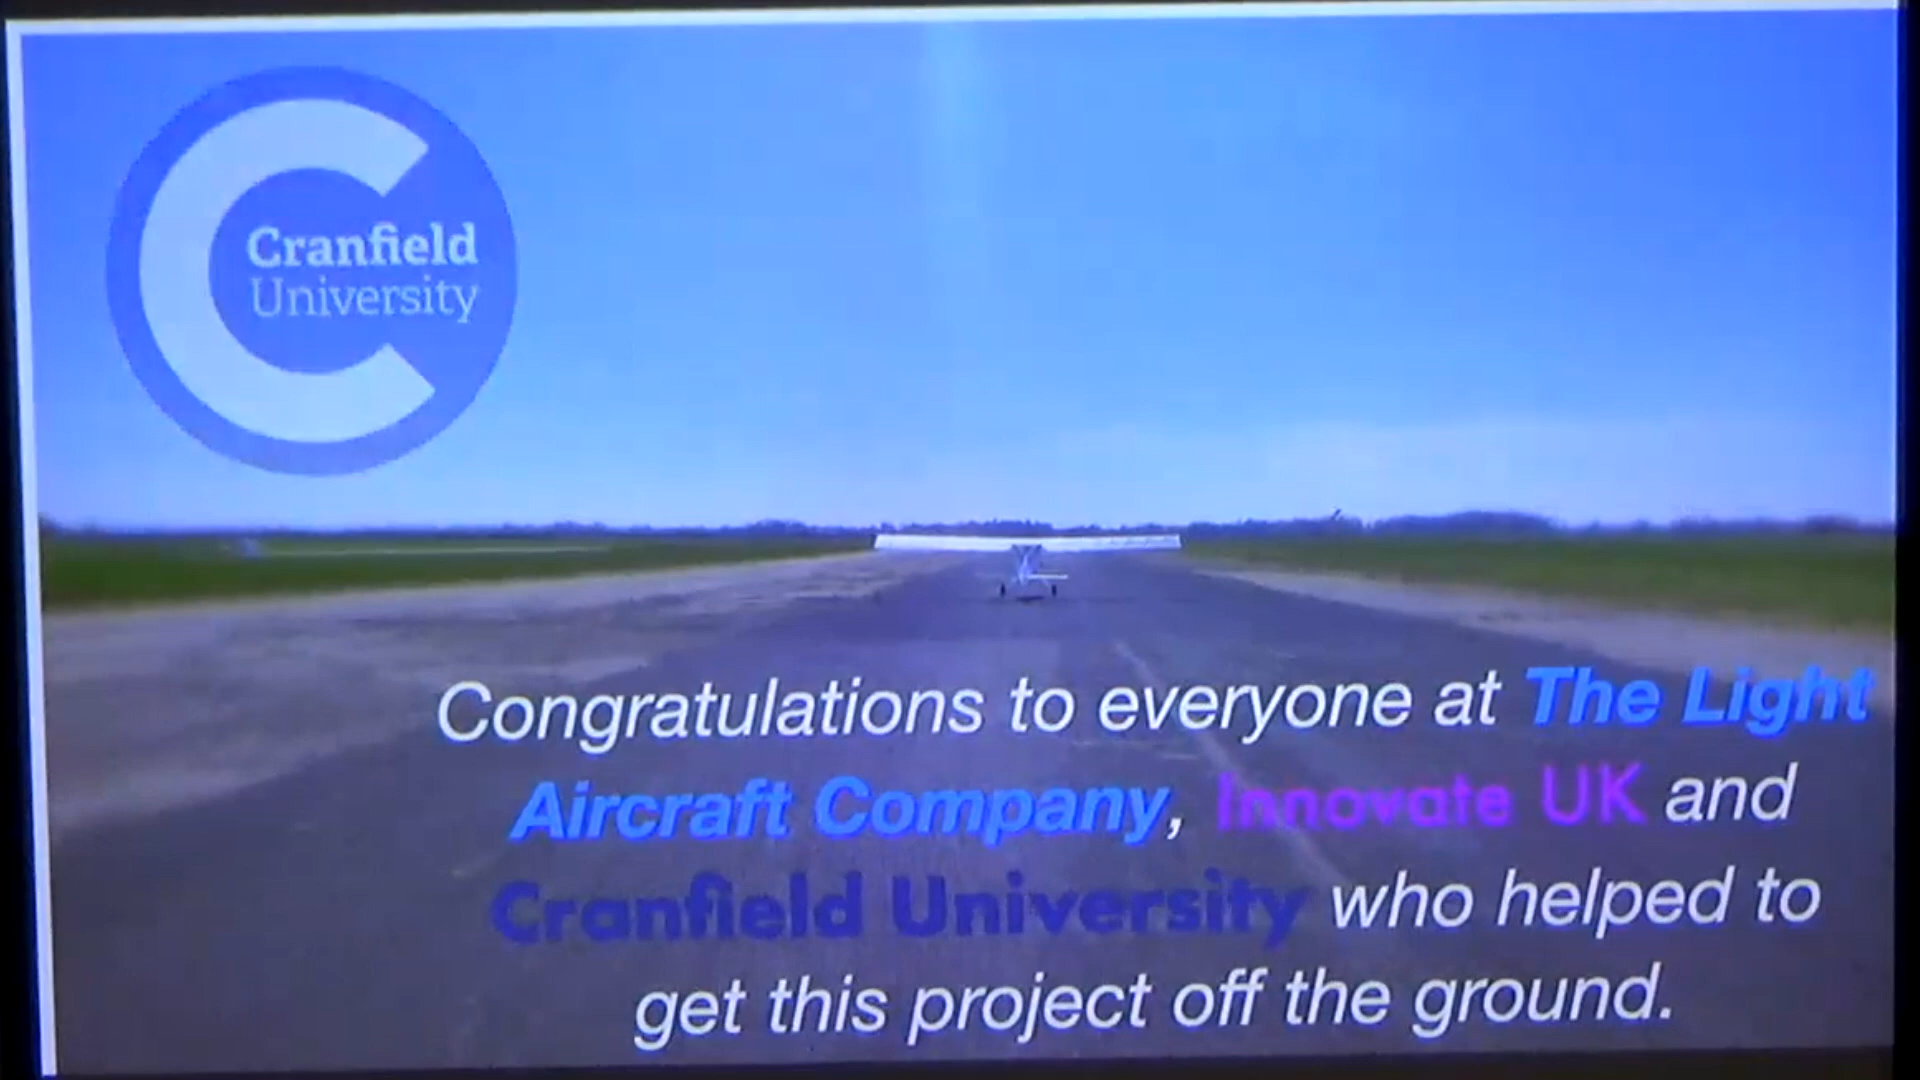 Cranfield
University
Congratulations to everyone at The Light
Aircraft Company, Innovate UK and
Cranfield University who helped to
get this project off the ground.